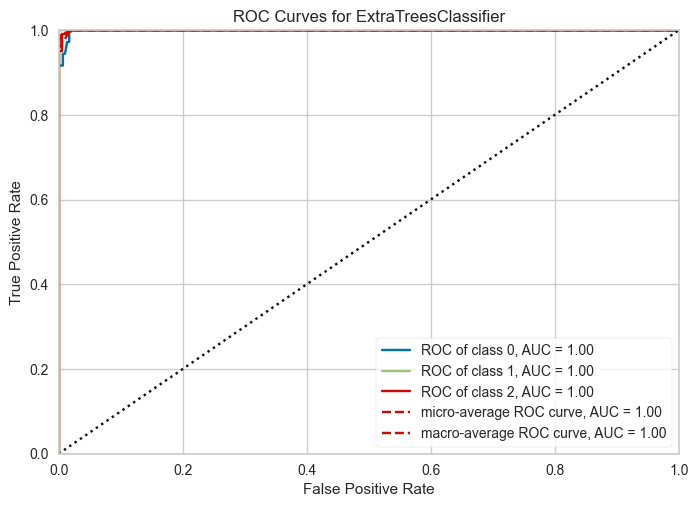 ROC Curves for ExtraTreesClassifier
1.0
0.8
0.6
0.4
0.2
0.0
True Positive Rate
ROC of class 0, AUC = 1.00
ROC of class 1, AUC = 1.00
ROC of class 2, AUC = 1.00
micro-average ROC curve, AUC = 1.00
macro-average ROC curve, AUC = 1.00
0.0 0.2 0.4 0.6 0.8 1.0
False Positive Rate